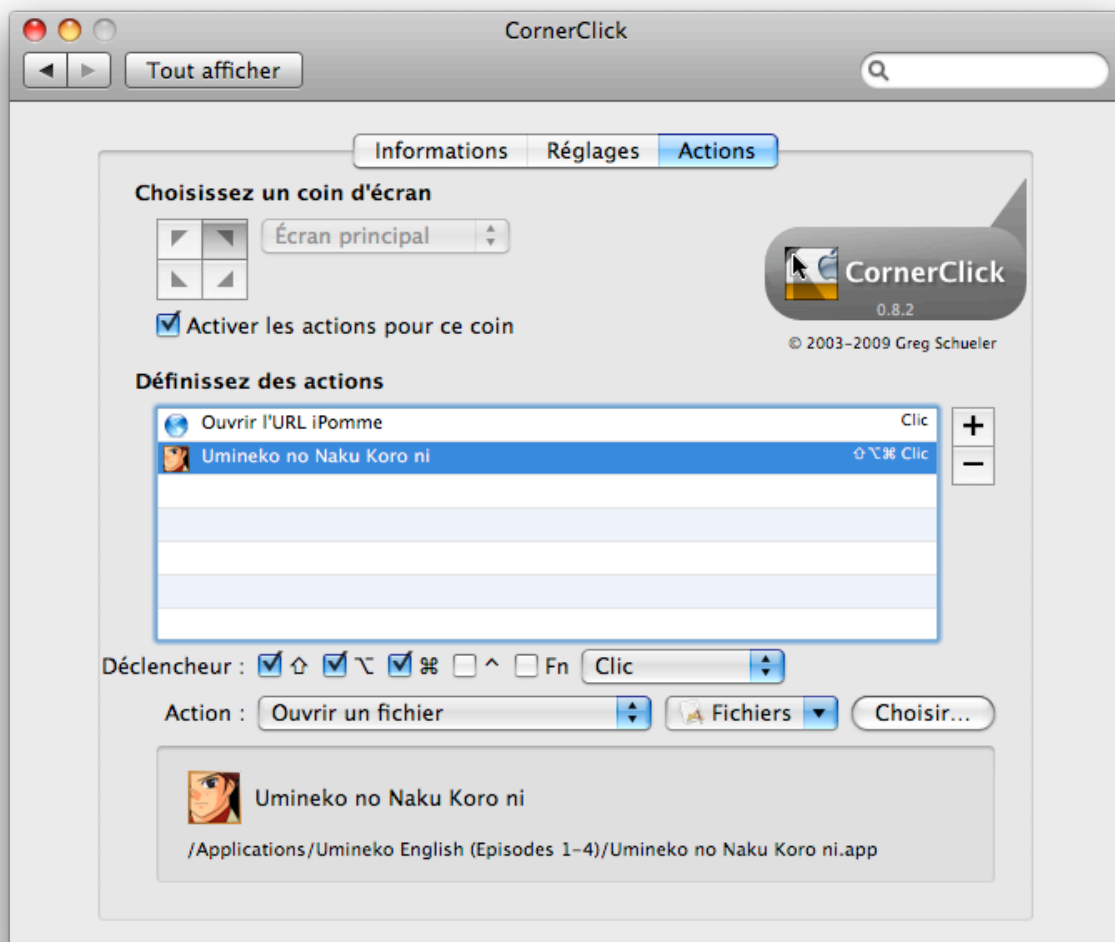 CornerClick
Tout afficher
Informations Réglages Actions
Choisissez un coin d'écran
Écran principal
CornerClick
0.8.2
Activer les actions pour ce coin
© 2003–2009 Greg Schueler
Définissez des actions
Ouvrir l'URL iPomme Clic
Umineko no Naku Koro ni ⇧⌥⌘ Clic
+
−
Déclencheur : ⇧ ⌥ ⌘ ^ Fn Clic
Action : Ouvrir un fichier Fichiers Choisir...
Umineko no Naku Koro ni
/Applications/Umineko English (Episodes 1–4)/Umineko no Naku Koro ni.app